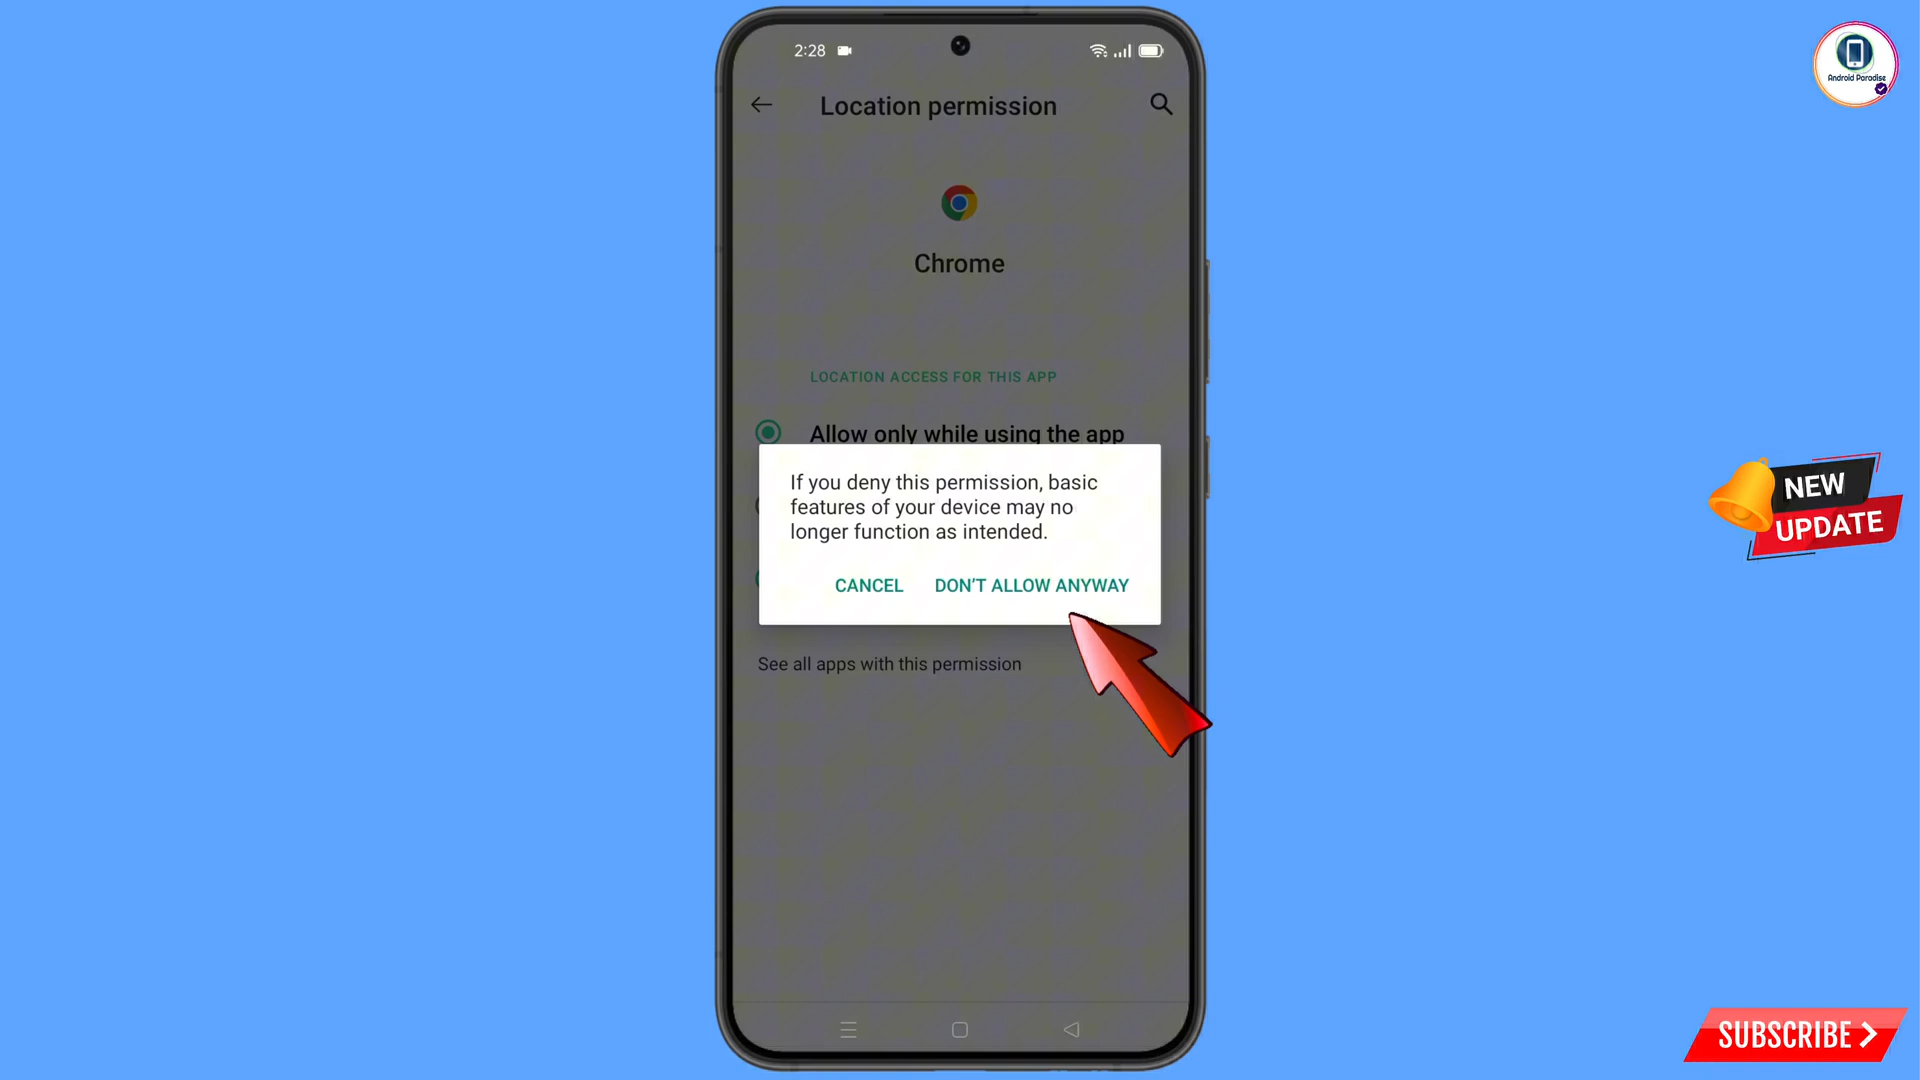 2:28
Location permission
Android Paradise
Chrome
LOCATION ACCESS FOR THIS APP
Allow only while using the app
If you deny this permission, basic
features of your device may no
longer function as intended.
CANCEL DON’T ALLOW ANYWAY
See all apps with this permission
NEW
UPDATE
SUBSCRIBE